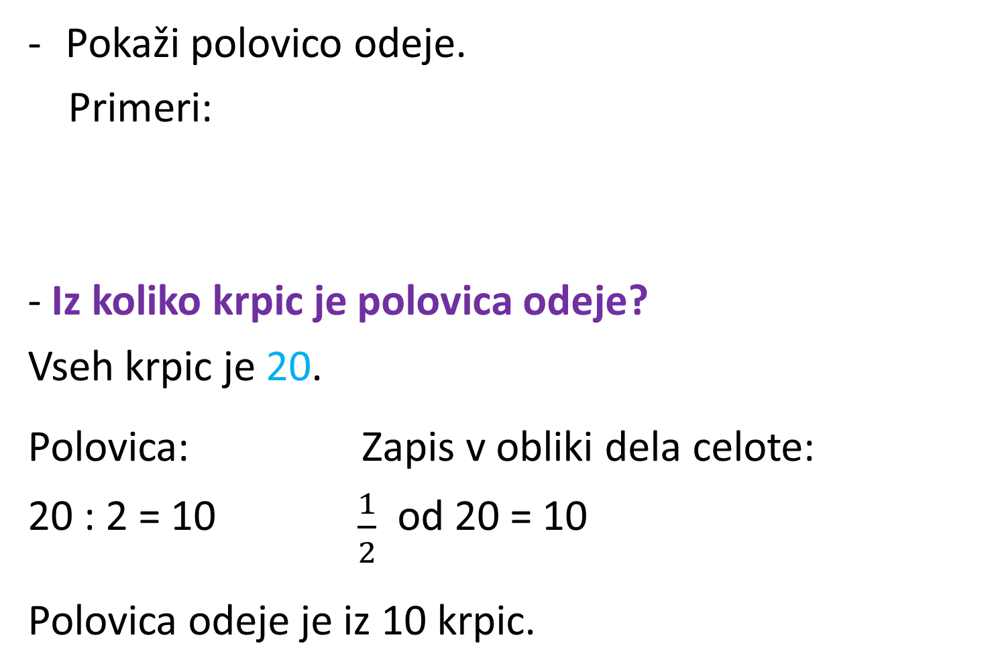 - Pokaži polovico odeje.
Primeri:
- Iz koliko krpic je polovica odeje?
Vseh krpic je 20.
Polovica: Zapis v obliki dela celote:
20 : 2 = 10 1/2 od 20 = 10
Polovica odeje je iz 10 krpic.